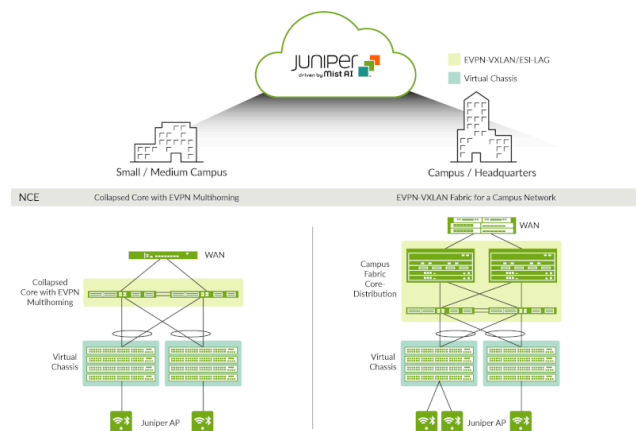 JUNIPER
driven by Mist AI
EVPN-VXLAN/ESI-LAG
Virtual Chassis
Small / Medium Campus
Campus / Headquarters
NCE
Collapsed Core with EVPN Multihoming
EVPN-VXLAN Fabric for a Campus Network
WAN
Collapsed
Core with EVPN
Multihoming
Virtual
Chassis
Juniper AP
WAN
Campus
Fabric
Core-
Distribution
Virtual
Chassis
Juniper AP